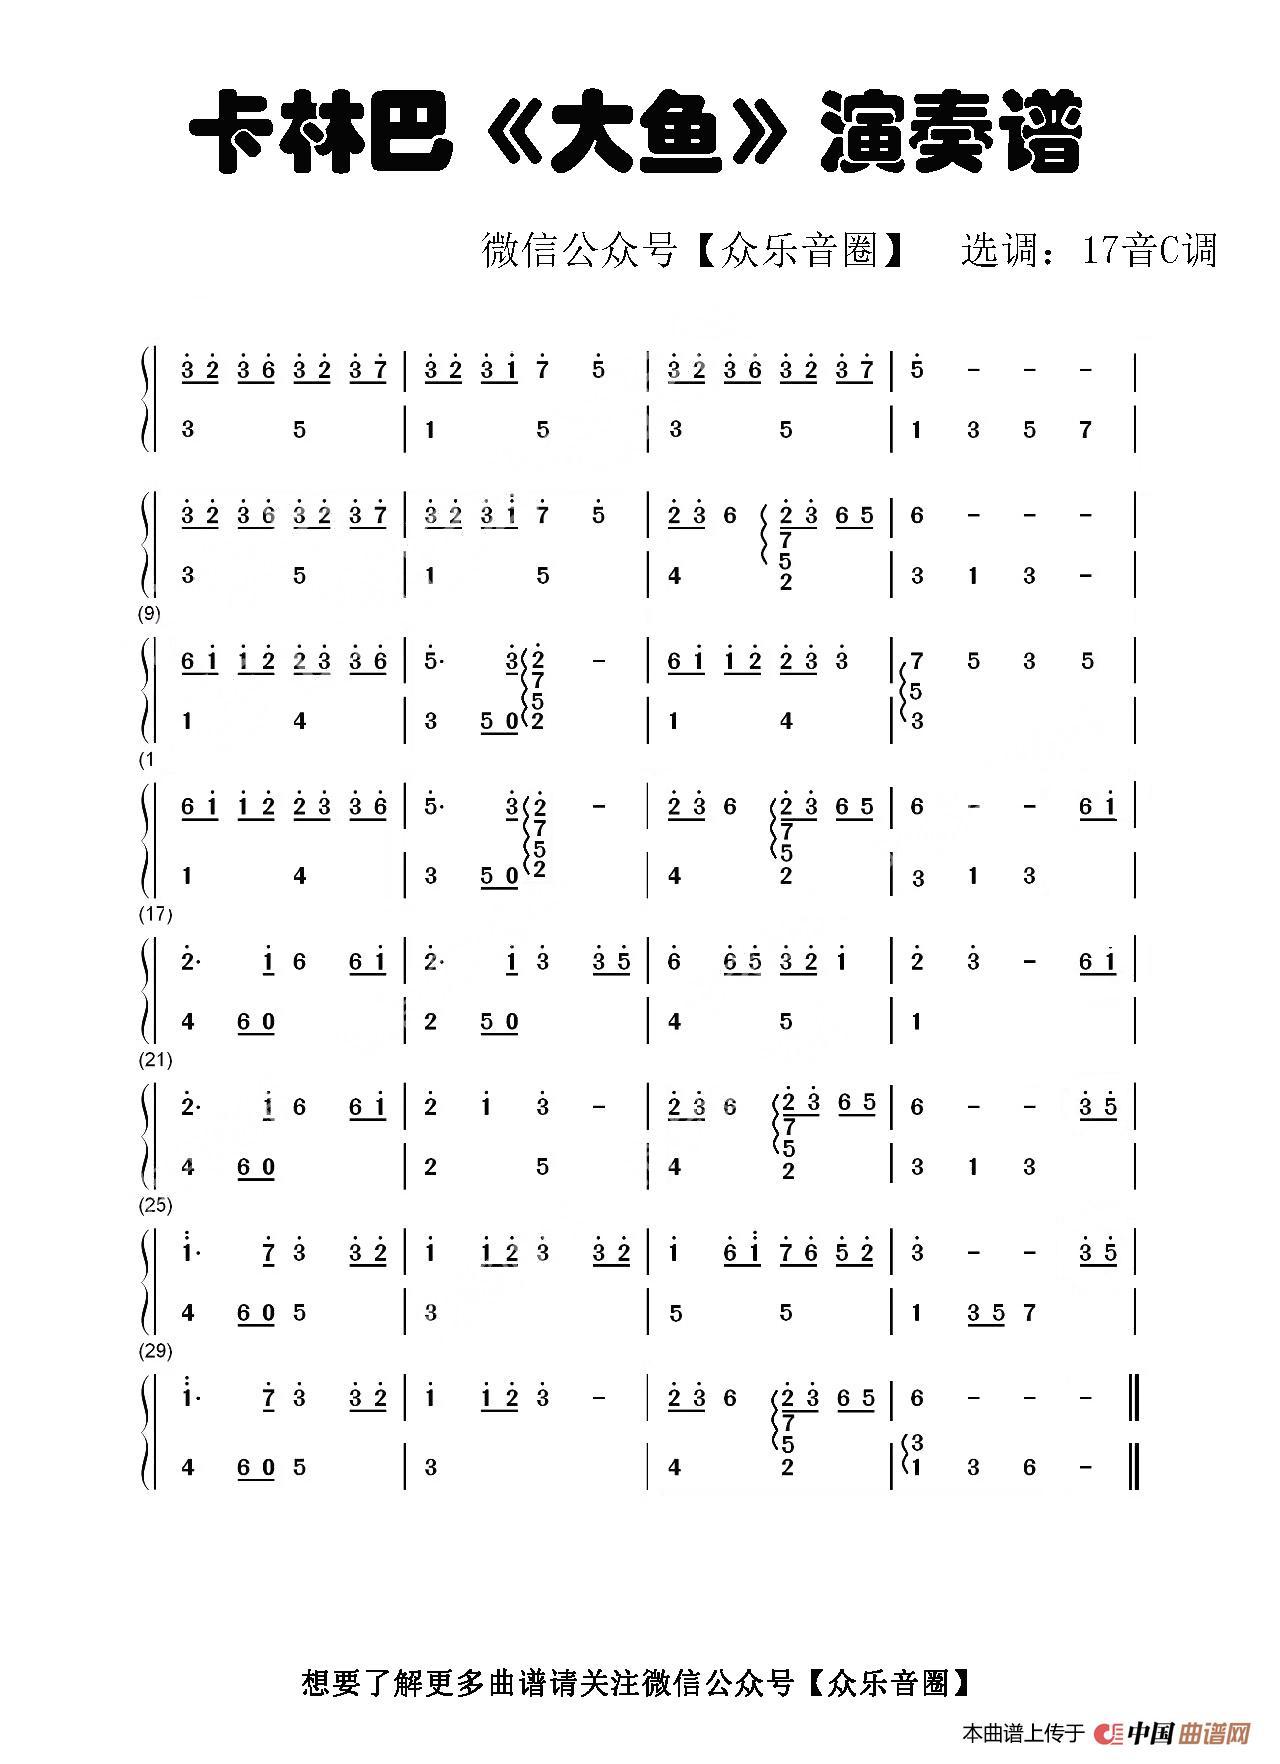 卡林巴《大鱼》演奏谱
微信公众号【众乐音圈】 选调：17音C调
3̇ 2̇ 3̇ 6̇ 3̇ 2̇ 3̇ 7̇ | 3̇ 2̇ 3̇ 1̇ 7̇ 5̇ | 3̇ 2̇ 3̇ 6̇ 3̇ 2̇ 3̇ 7̇ | 5̇ - - - |
3 5 | 1 5 | 3 5 | 1 3 5 7 |
3̇ 2̇ 3̇ 6̇ 3̇ 2̇ 3̇ 7̇ | 3̇ 2̇ 3̇ 1̈ 7̇ 5̇ | 2̇ 3̇ 6 2̇ 3̇ 6 5 | 6 - - - |
7
5
3 5 | 1 5 | 4 2 | 3 1 3 - |
(9)
6 1̇ 1̇ 2̇ 2̇ 3̇ 3̇ 6̇ | 5̇· 3̇ 2̇ - | 6 1̇ 1̇ 2̇ 2̇ 3̇ 3̇ | 7 5 3 5 |
7
5 5
1 4 | 3 5 0 2 | 1 4 | 3 |
(1
6 1̇ 1̇ 2̇ 2̇ 3̇ 3̇ 6̇ | 5̇· 3̇ 2̇ - | 2̇ 3̇ 6 2̇ 3̇ 6 5 | 6 - - 6 1̇ |
7 7
5 5
1 4 | 3 5 0 2 | 4 2 | 3 1 3 |
(17)
2̇· 1̇ 6 6 1̇ | 2̇· 1̇ 3̇ 3̇ 5̇ | 6̇ 6̇ 5̇ 3̇ 2̇ 1̇ | 2̇ 3̇ - 6 1̇ |
4 6 0 | 2 5 0 | 4 5 | 1 |
(21)
2̇· 1̇ 6 6 1̇ | 2̇ 1̇ 3̇ - | 2̇ 3̇ 6 2̇ 3̇ 6 5 | 6 - - 3̇ 5̇ |
7
5
4 6 0 | 2 5 | 4 2 | 3 1 3 |
(25)
1̈· 7̇ 3̇ 3̇ 2̇ | 1̇ 1̇ 2̇ 3̇ 3̇ 2̇ | 1̇ 6̇ 1̈ 7̇ 6̇ 5̇ 2̇ | 3̇ - - 3̇ 5̇ |
4 6 0 5 | 3 | 5 5 | 1 3 5 7 |
(29)
1̈· 7̇ 3̇ 3̇ 2̇ | 1̇ 1̇ 2̇ 3̇ - | 2̇ 3̇ 6 2̇ 3̇ 6 5 | 6 - - - ‖
7
5 3
4 6 0 5 | 3 | 4 2 | 1 3 6 - ‖
想要了解更多曲谱请关注微信公众号【众乐音圈】
本曲谱上传于 中国曲谱网